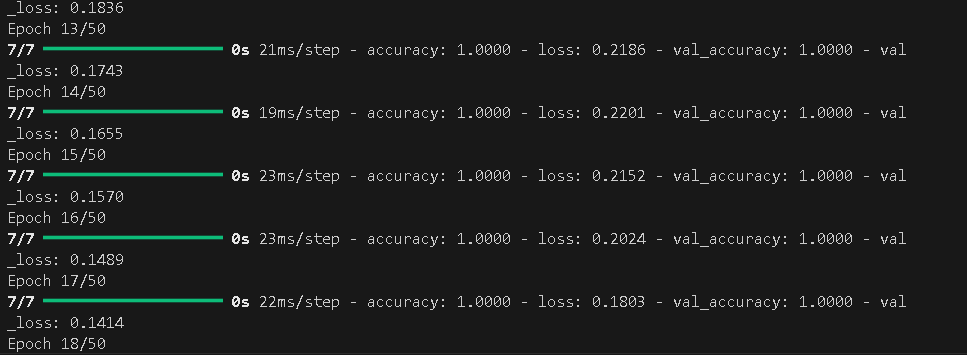 _loss: 0.1836
Epoch 13/50
7/7 0s 21ms/step - accuracy: 1.0000 - loss: 0.2186 - val_accuracy: 1.0000 - val
_loss: 0.1743
Epoch 14/50
7/7 0s 19ms/step - accuracy: 1.0000 - loss: 0.2201 - val_accuracy: 1.0000 - val
_loss: 0.1655
Epoch 15/50
7/7 0s 23ms/step - accuracy: 1.0000 - loss: 0.2152 - val_accuracy: 1.0000 - val
_loss: 0.1570
Epoch 16/50
7/7 0s 23ms/step - accuracy: 1.0000 - loss: 0.2024 - val_accuracy: 1.0000 - val
_loss: 0.1489
Epoch 17/50
7/7 0s 22ms/step - accuracy: 1.0000 - loss: 0.1803 - val_accuracy: 1.0000 - val
_loss: 0.1414
Epoch 18/50